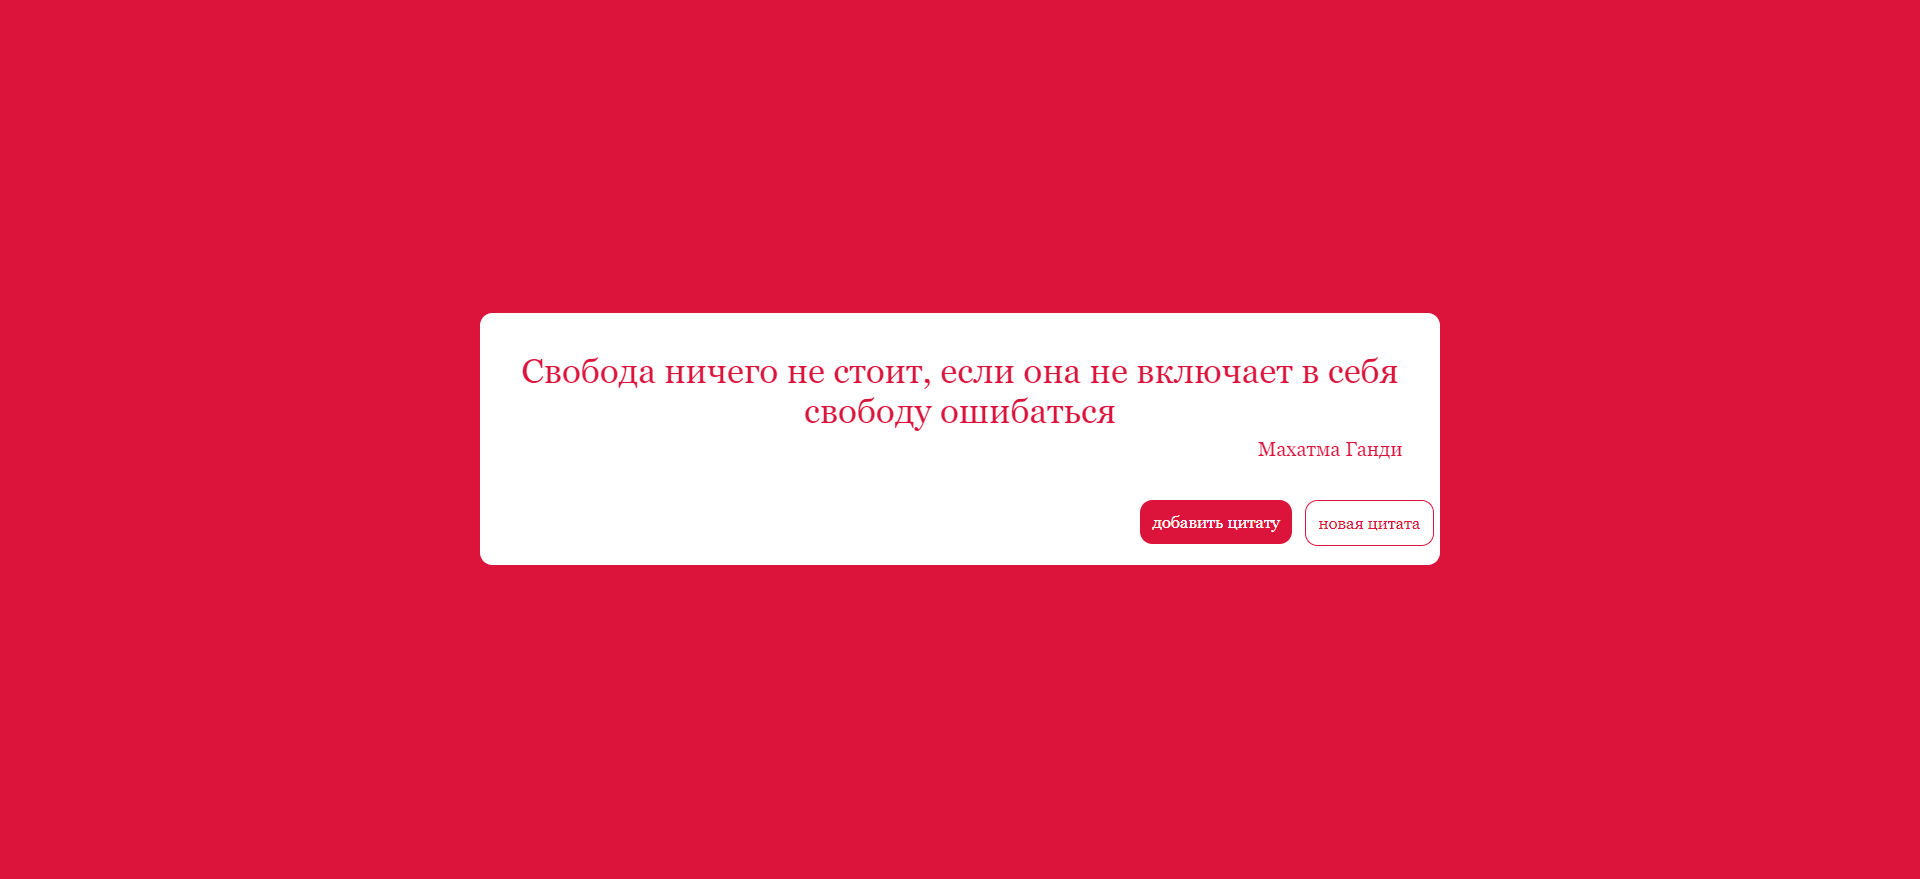 Свобода ничего не стоит, если она не включает в себя
свободу ошибаться
Махатма Ганди
добавить цитату
новая цитата